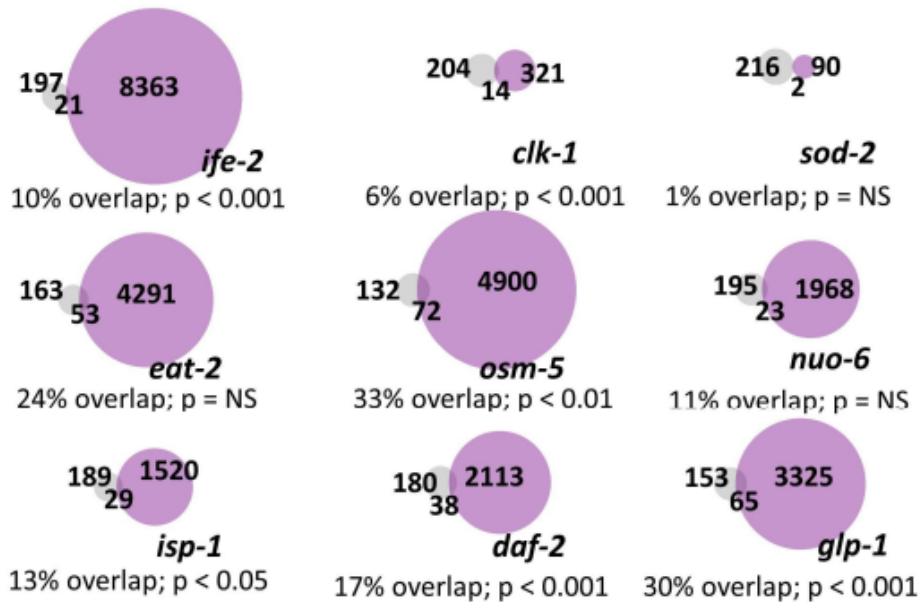 197 21 8363
ife-2
10% overlap; p < 0.001
204 14 321
clk-1
6% overlap; p < 0.001
216 2 90
sod-2
1% overlap; p = NS
163 53 4291
eat-2
24% overlap; p = NS
132 72 4900
osm-5
33% overlap; p < 0.01
195 23 1968
nuo-6
11% overlap; p = NS
189 29 1520
isp-1
13% overlap; p < 0.05
180 38 2113
daf-2
17% overlap; p < 0.001
153 65 3325
glp-1
30% overlap; p < 0.001